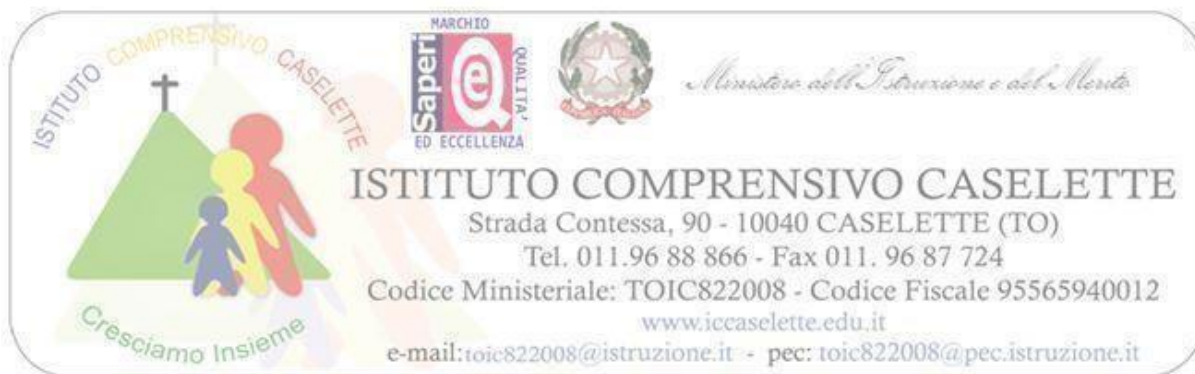 ISTITUTO COMPRENSIVO CASELETTE
Cresciamo Insieme
MARCHIO
Saperi
e
QUALITA'
ED ECCELLENZA
Ministero dell'Istruzione e del Merito
ISTITUTO COMPRENSIVO CASELETTE
Strada Contessa, 90 - 10040 CASELETTE (TO)
Tel. 011.96 88 866 - Fax 011. 96 87 724
Codice Ministeriale: TOIC822008 - Codice Fiscale 95565940012
www.iccaselette.edu.it
e-mail:toic822008@istruzione.it - pec: toic822008@pec.istruzione.it